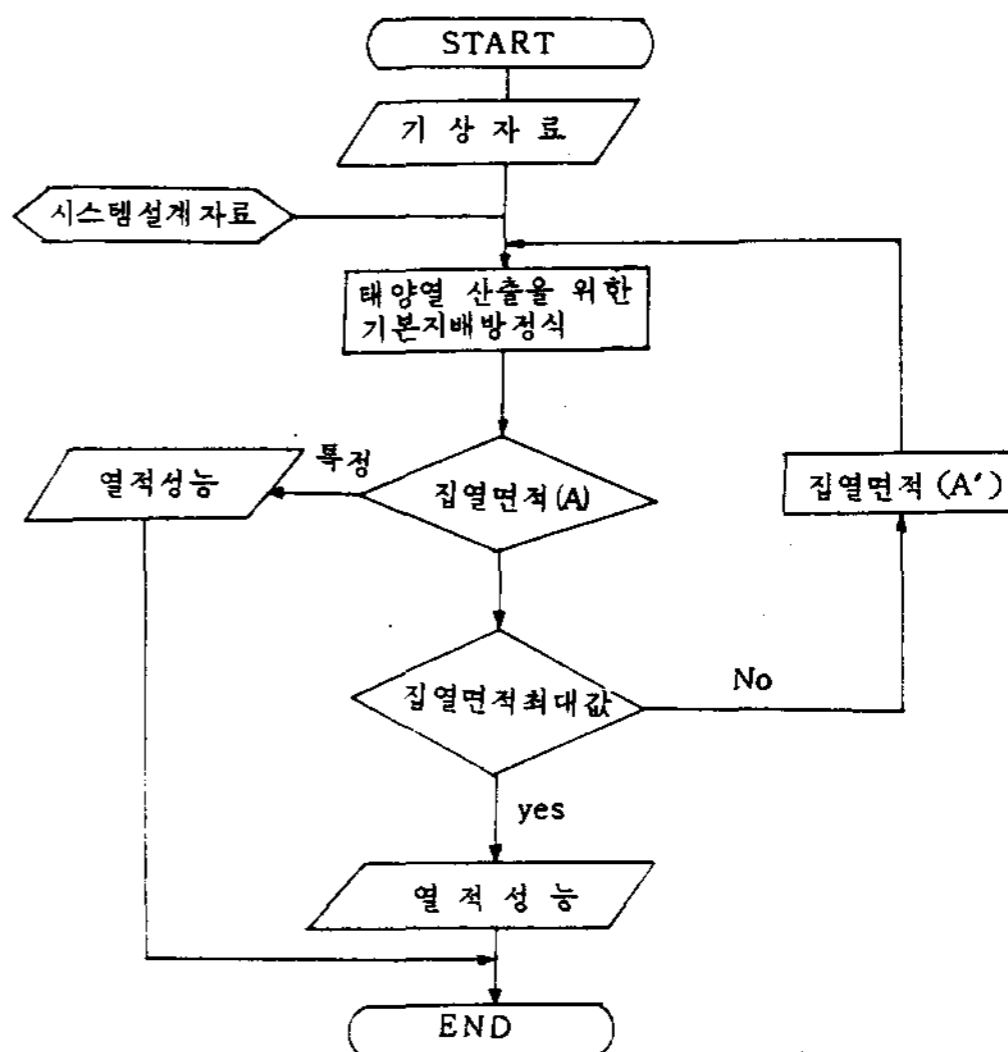 START
기 상 자 료
시스템설계자료
태양열 산출을 위한
기본지배방정식
특정
열적성능
집열면적(A)
집열면적(A′)
집열면적최대값
No
yes
열 적 성 능
END